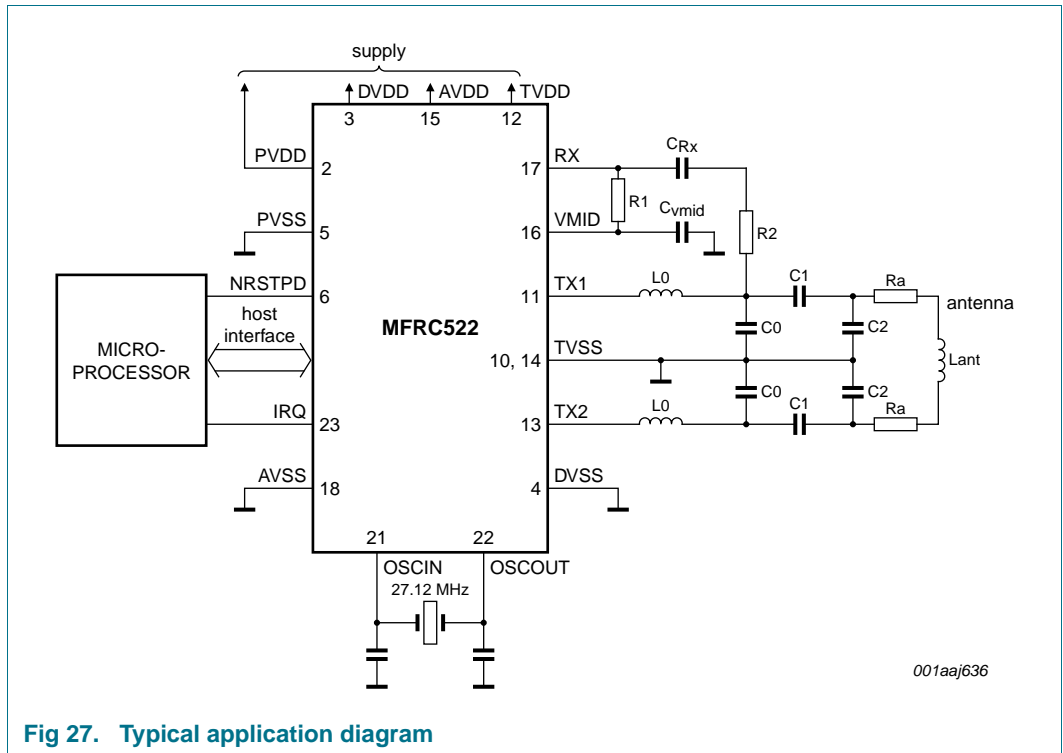 supply
DVDD
AVDD
TVDD
3
15
12
PVDD
2
17
RX
CRx
R1
Cvmid
PVSS
5
16
VMID
R2
NRSTPD
6
11
TX1
L0
C1
Ra
antenna
host
interface
MFRC522
C0
C2
MICRO-
PROCESSOR
10, 14
TVSS
Lant
C0
C2
IRQ
23
13
TX2
L0
C1
Ra
AVSS
18
4
DVSS
21
22
OSCIN
OSCOUT
27.12 MHz
001aaj636
Fig 27. Typical application diagram